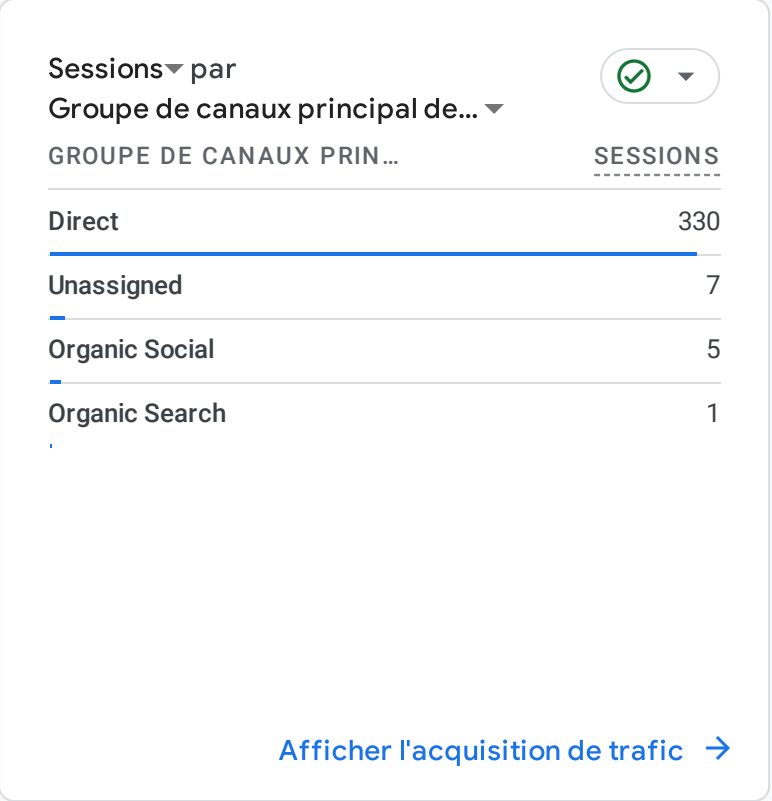 Sessions par
Groupe de canaux principal de...
GROUPE DE CANAUX PRIN... SESSIONS
Direct 330
Unassigned 7
Organic Social 5
Organic Search 1
Afficher l'acquisition de trafic →